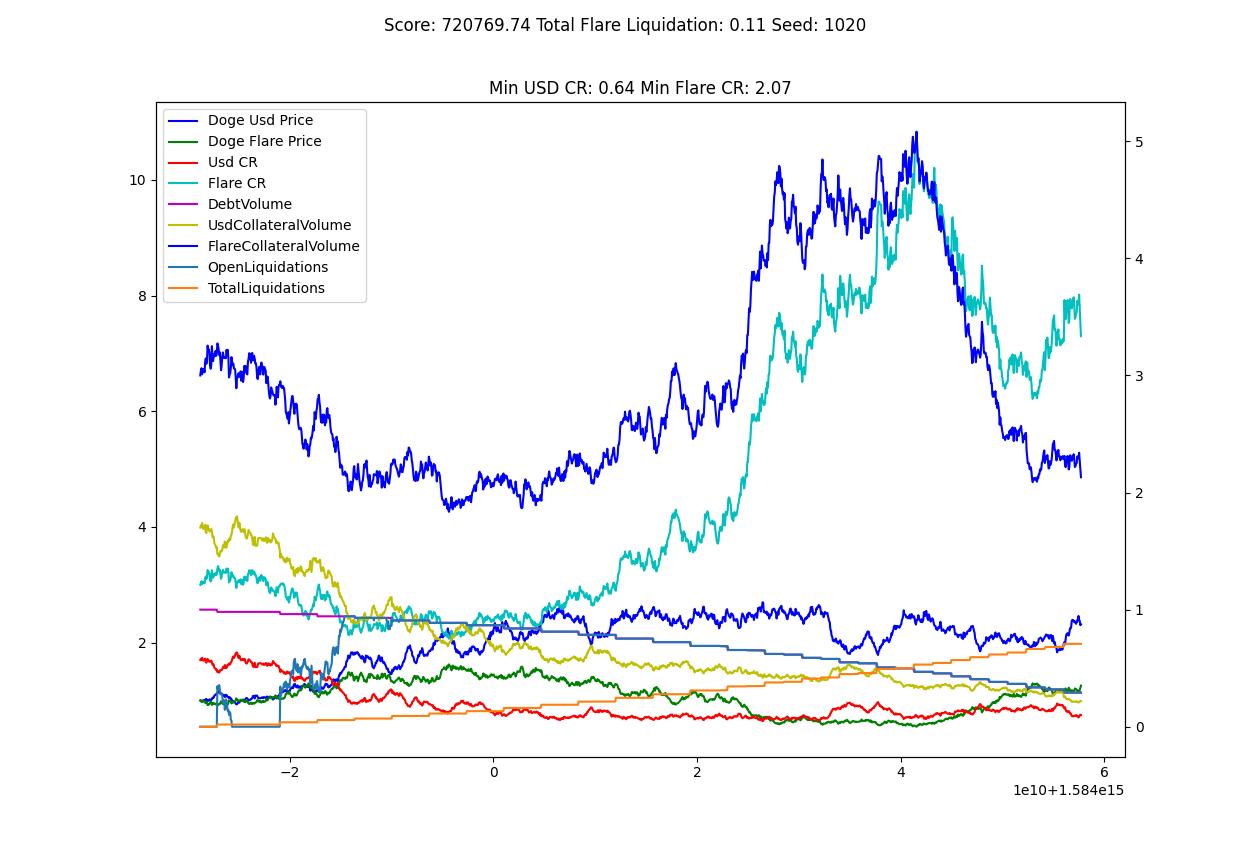 Score: 720769.74 Total Flare Liquidation: 0.11 Seed: 1020
Min USD CR: 0.64 Min Flare CR: 2.07
Doge Usd Price
Doge Flare Price
Usd CR
Flare CR
DebtVolume
UsdCollateralVolume
FlareCollateralVolume
OpenLiquidations
TotalLiquidations
10
8
6
4
2
5
4
3
2
1
0
−2
0
2
4
6
1e10+1.584e15